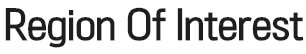 Region Of Interest